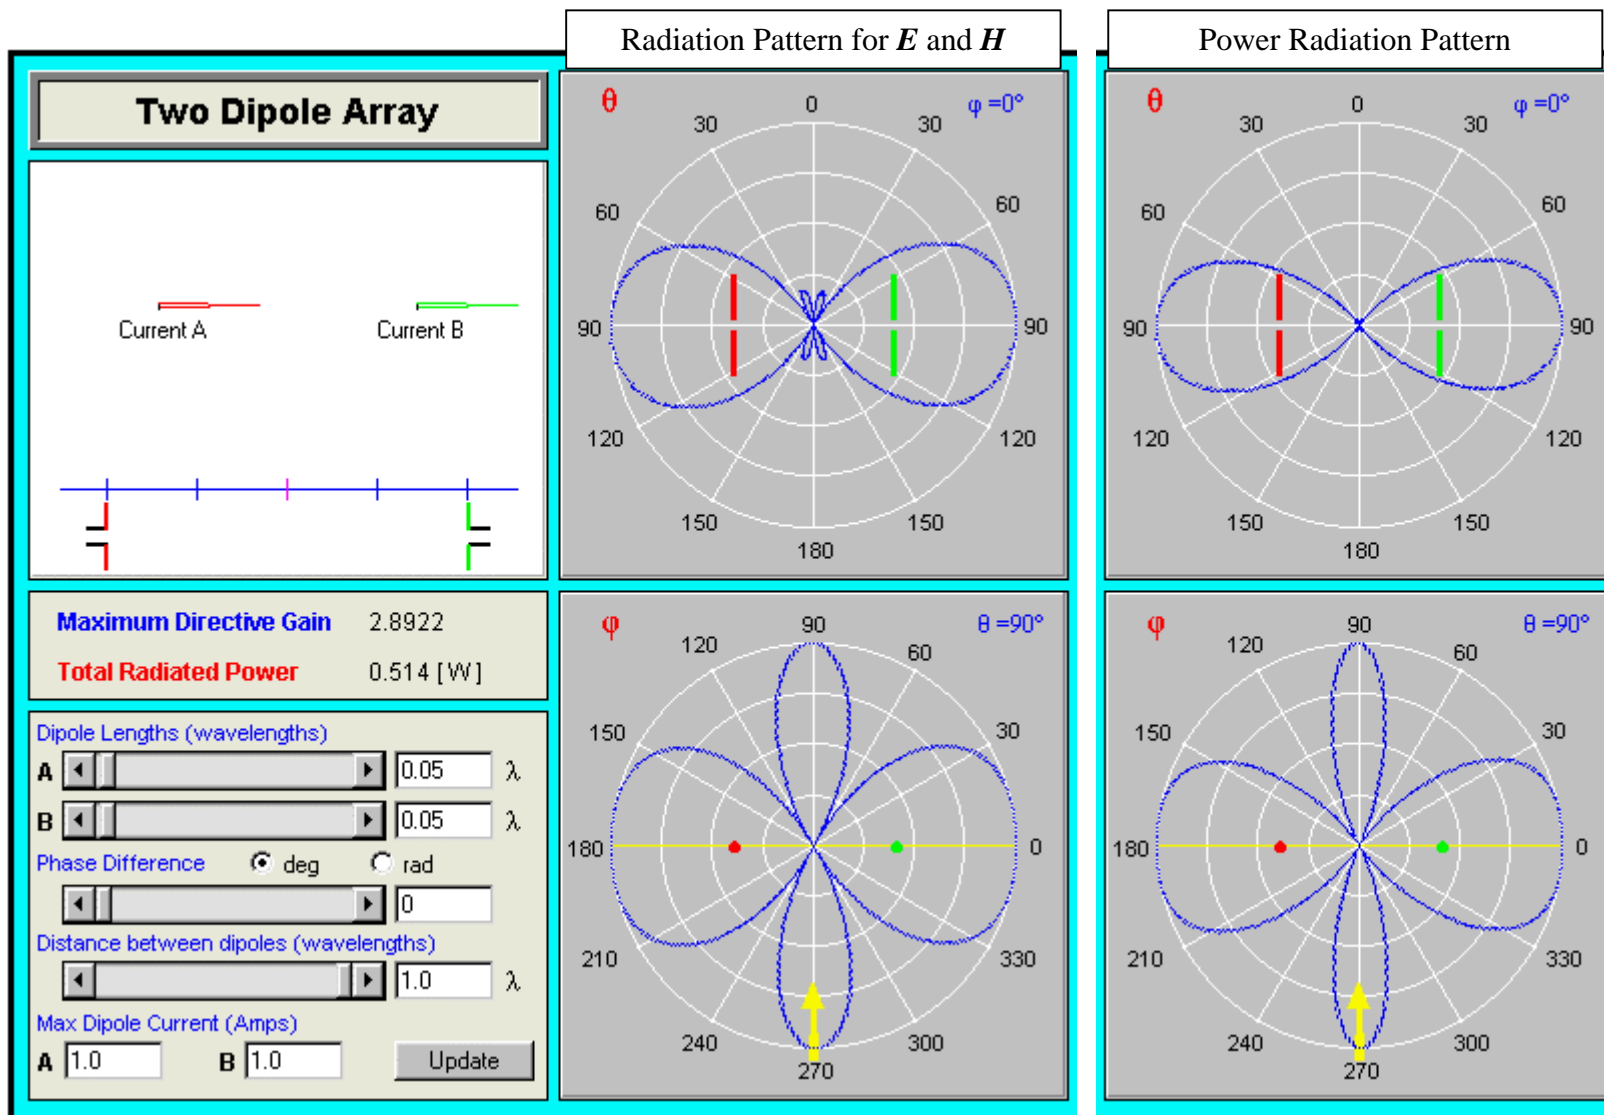 Radiation Pattern for E and H
Power Radiation Pattern
Two Dipole Array
Current A
Current B
Maximum Directive Gain 2.8922
Total Radiated Power 0.514 [W]
Dipole Lengths (wavelengths)
A 0.05 λ
B 0.05 λ
Phase Difference deg rad
0
Distance between dipoles (wavelengths)
1.0 λ
Max Dipole Current (Amps)
A 1.0 B 1.0 Update
θ 0 φ =0°
30 30
60 60
90 90
120 120
150 150
180
θ 0 φ =0°
30 30
60 60
90 90
120 120
150 150
180
φ 90 θ =90°
120 60
150 30
180 0
210 330
240 300
270
φ 90 θ =90°
120 60
150 30
180 0
210 330
240 300
270